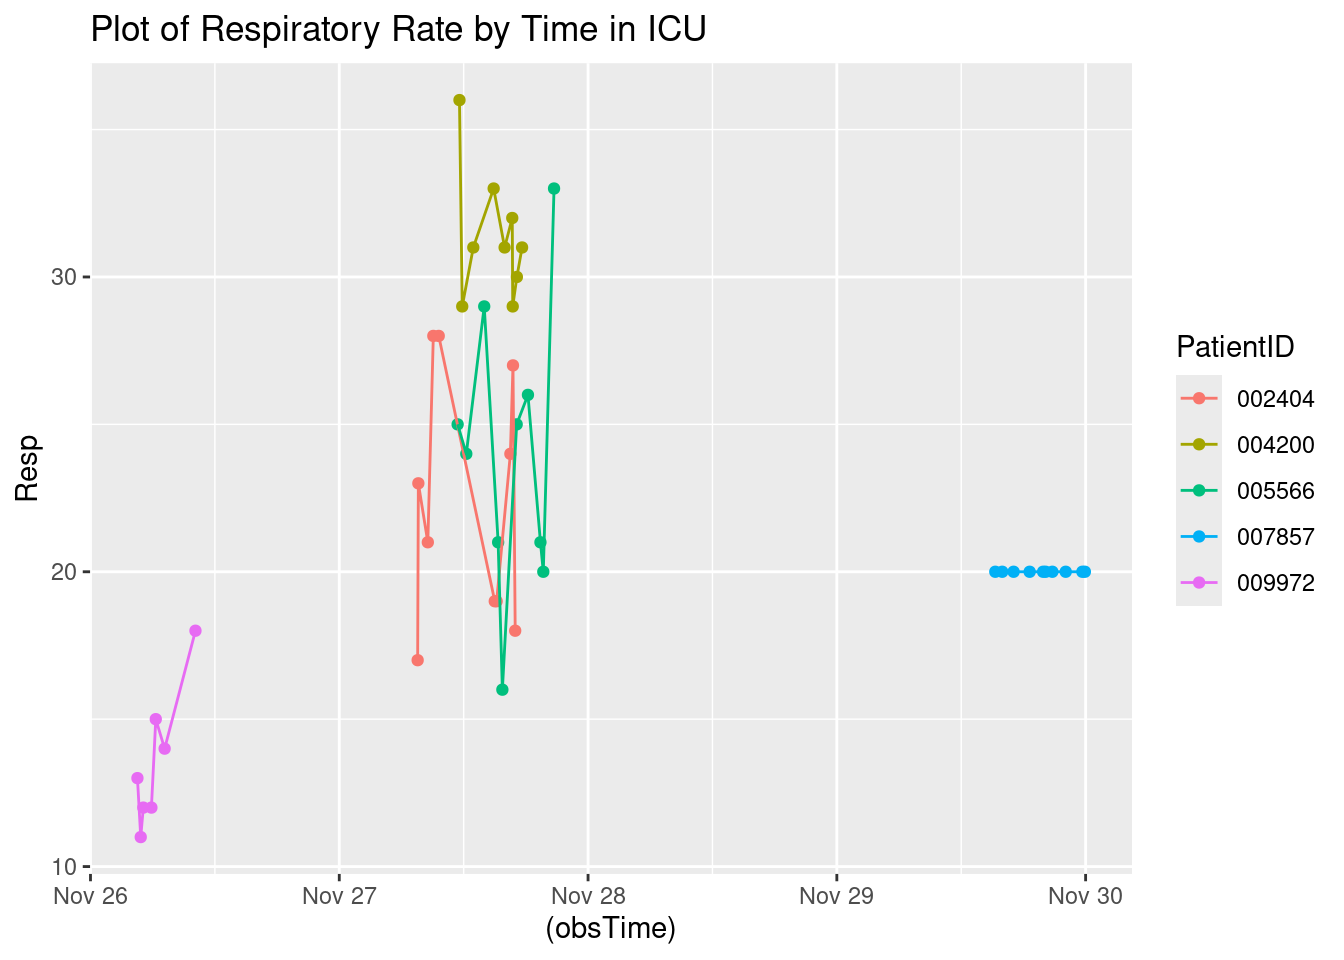 Plot of Respiratory Rate by Time in ICU
Resp
30
20
10
Nov 26
Nov 27
Nov 28
Nov 29
Nov 30
(obsTime)
PatientID
002404
004200
005566
007857
009972